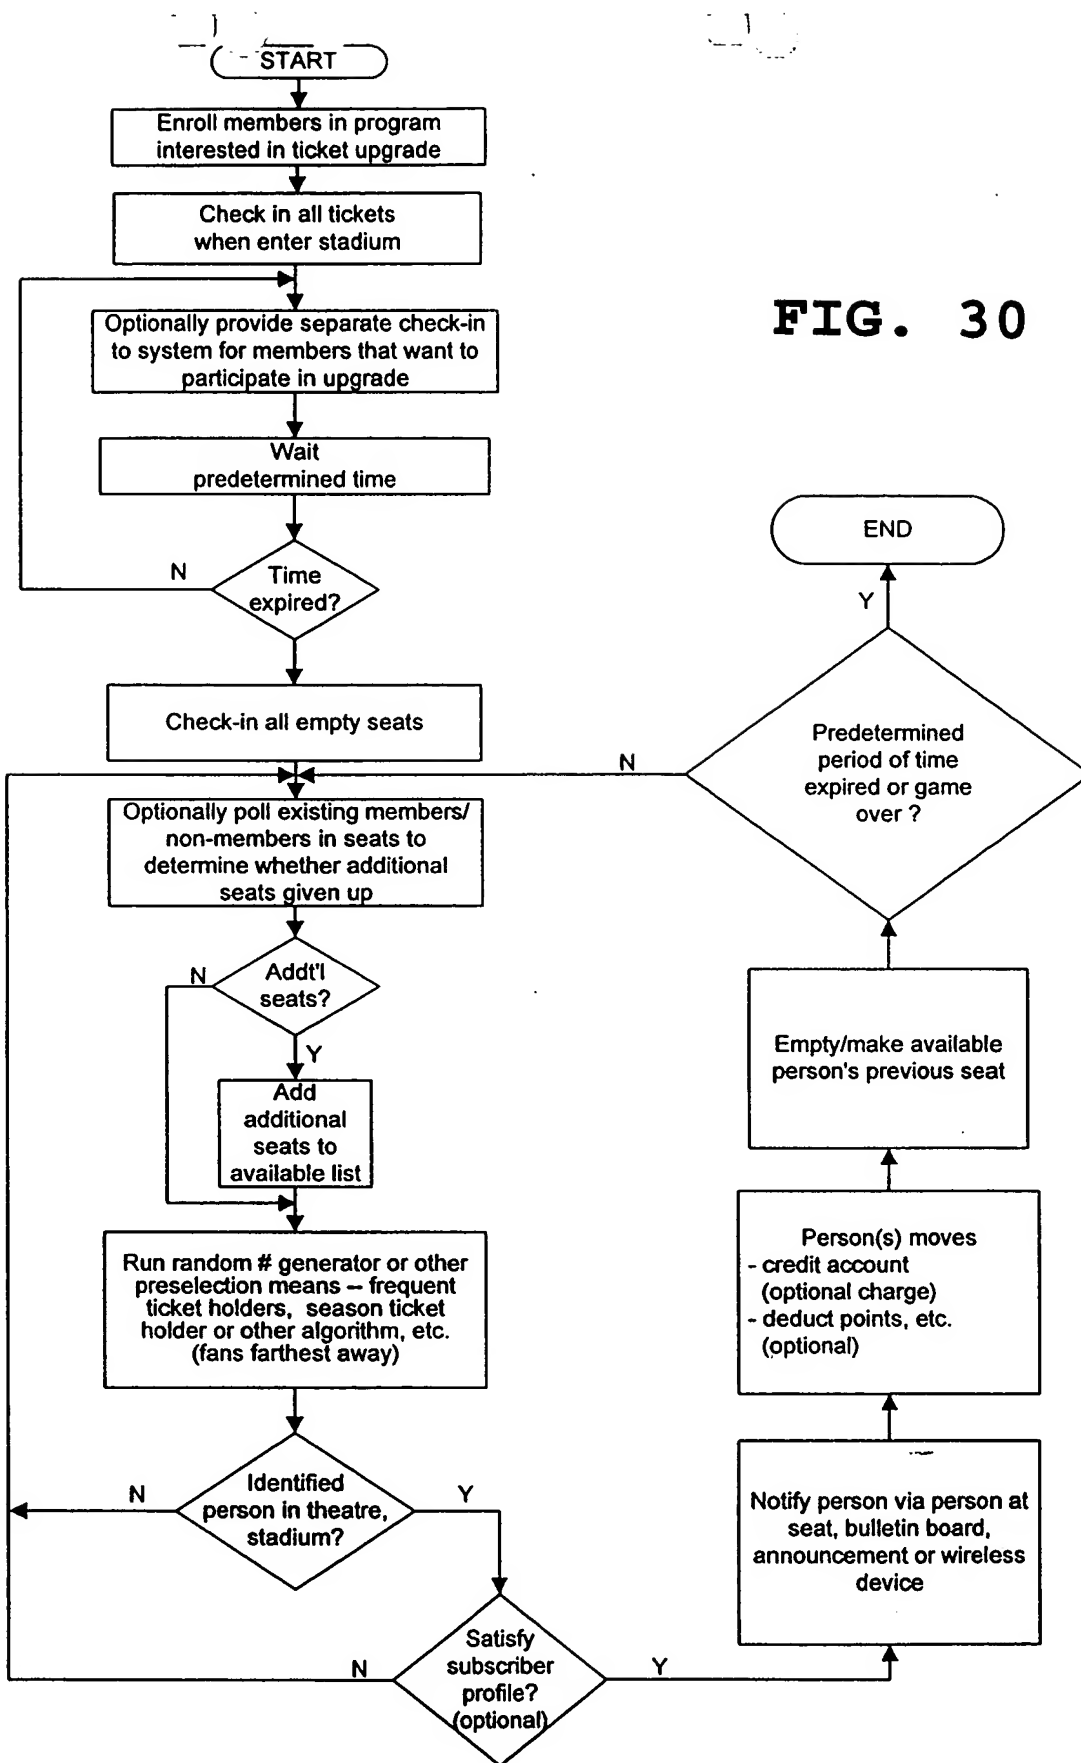 START
Enroll members in program
interested in ticket upgrade
Check in all tickets
when enter stadium
FIG. 30
Optionally provide separate check-in
to system for members that want to
participate in upgrade
Wait
predetermined time
N
Time
expired?
END
Y
Check-in all empty seats
Predetermined
period of time
expired or game
over ?
N
Optionally poll existing members/
non-members in seats to
determine whether additional
seats given up
N
Addt'l
seats?
Y
Add
additional
seats to
available list
Empty/make available
person's previous seat
Run random # generator or other
preselection means -- frequent
ticket holders, season ticket
holder or other algorithm, etc.
(fans farthest away)
Person(s) moves
- credit account
(optional charge)
- deduct points, etc.
(optional)
N
Identified
person in theatre,
stadium?
Y
Notify person via person at
seat, bulletin board,
announcement or wireless
device
N
Satisfy
subscriber
profile?
(optional)
Y